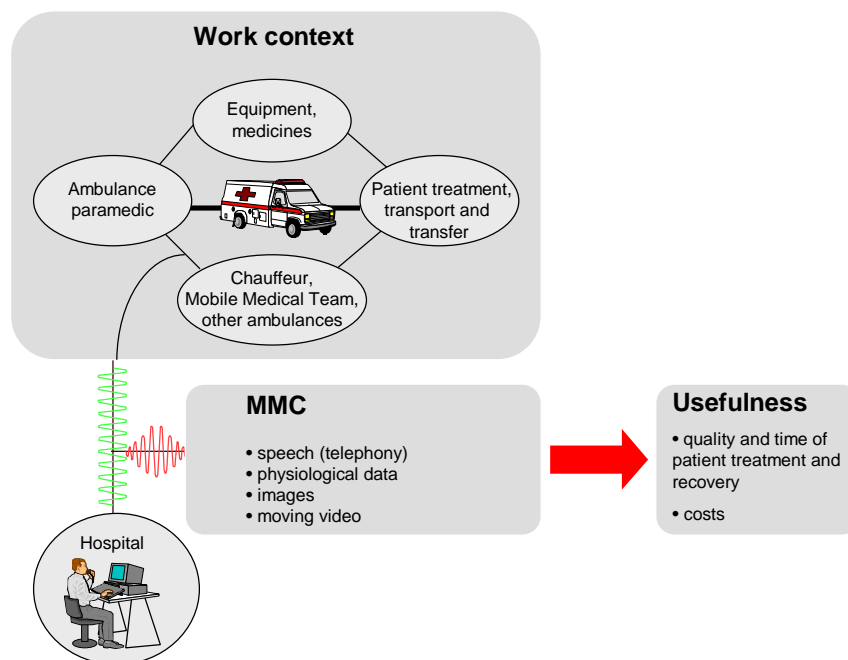 Work context
Equipment,
medicines
Ambulance
paramedic
Patient treatment,
transport and
transfer
Chauffeur,
Mobile Medical Team,
other ambulances
MMC
• speech (telephony)
• physiological data
• images
• moving video
Usefulness
• quality and time of
patient treatment and
recovery
• costs
Hospital